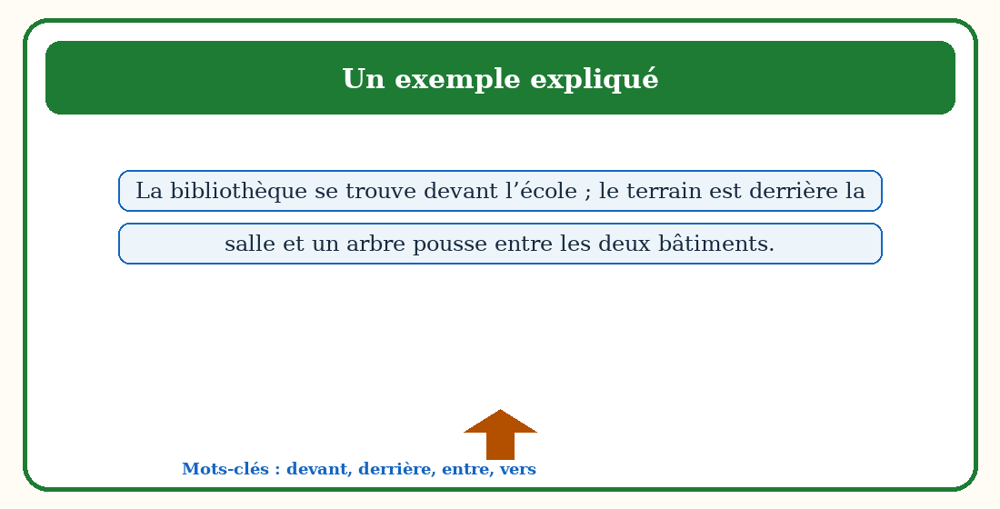 Un exemple expliqué
La bibliothèque se trouve devant l’école ; le terrain est derrière la
salle et un arbre pousse entre les deux bâtiments.
Mots-clés : devant, derrière, entre, vers